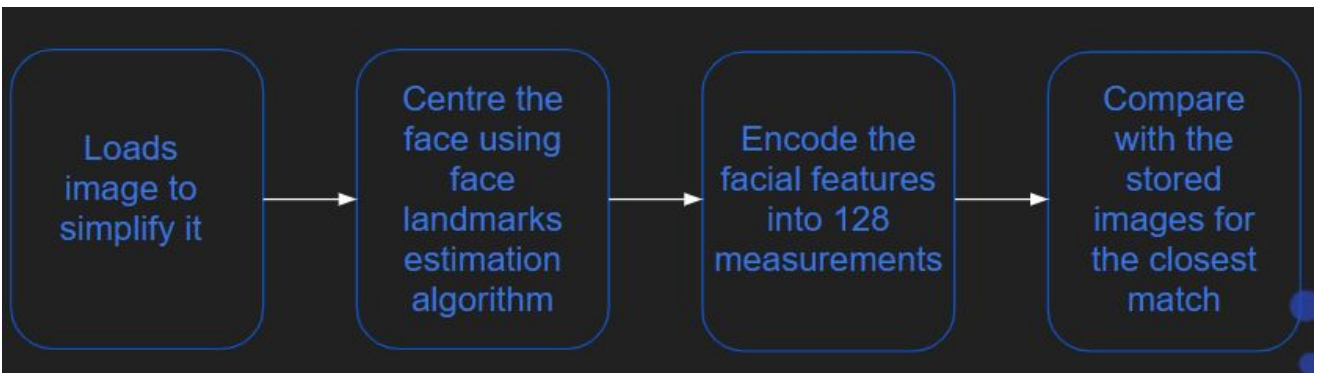 Loads
image to
simplify it
Centre the
face using
face
landmarks
estimation
algorithm
Encode the
facial features
into 128
measurements
Compare
with the
stored
images for
the closest
match